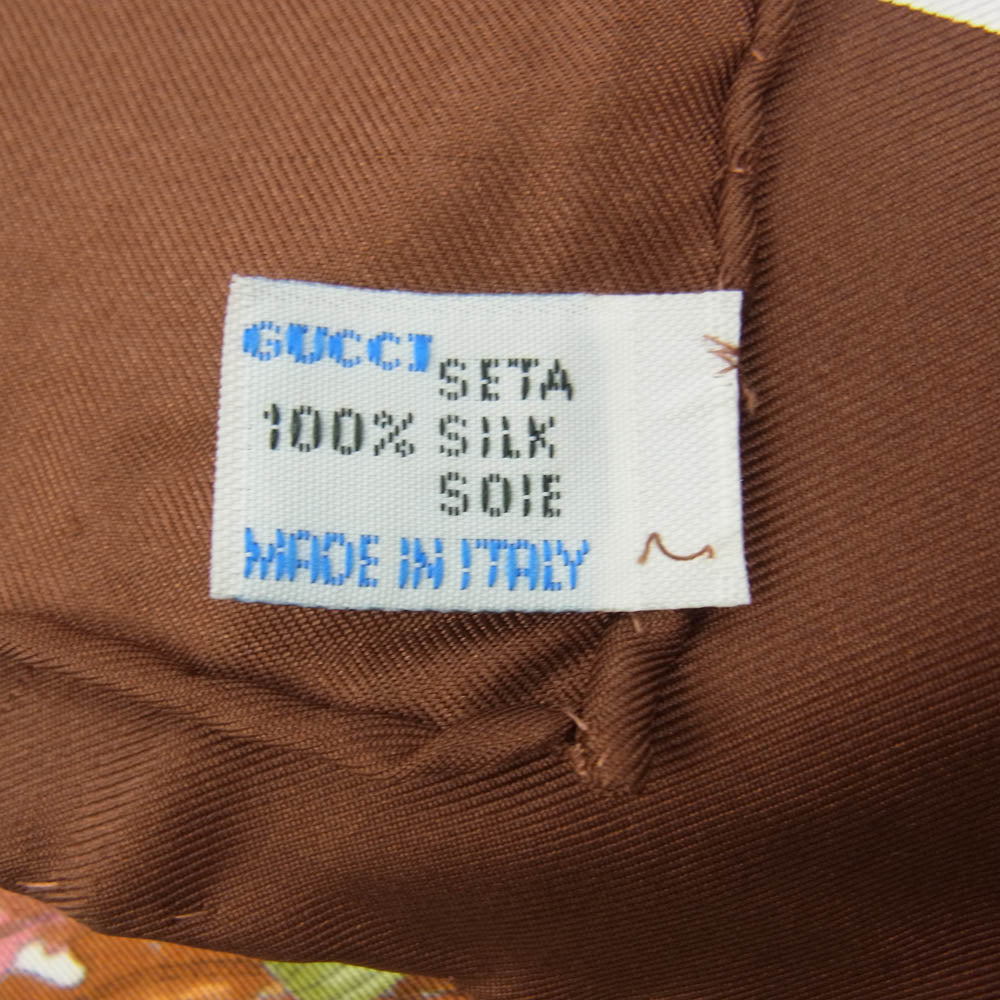 GUCCI
SETA
100% SILK
SOIE
MADE IN ITALY